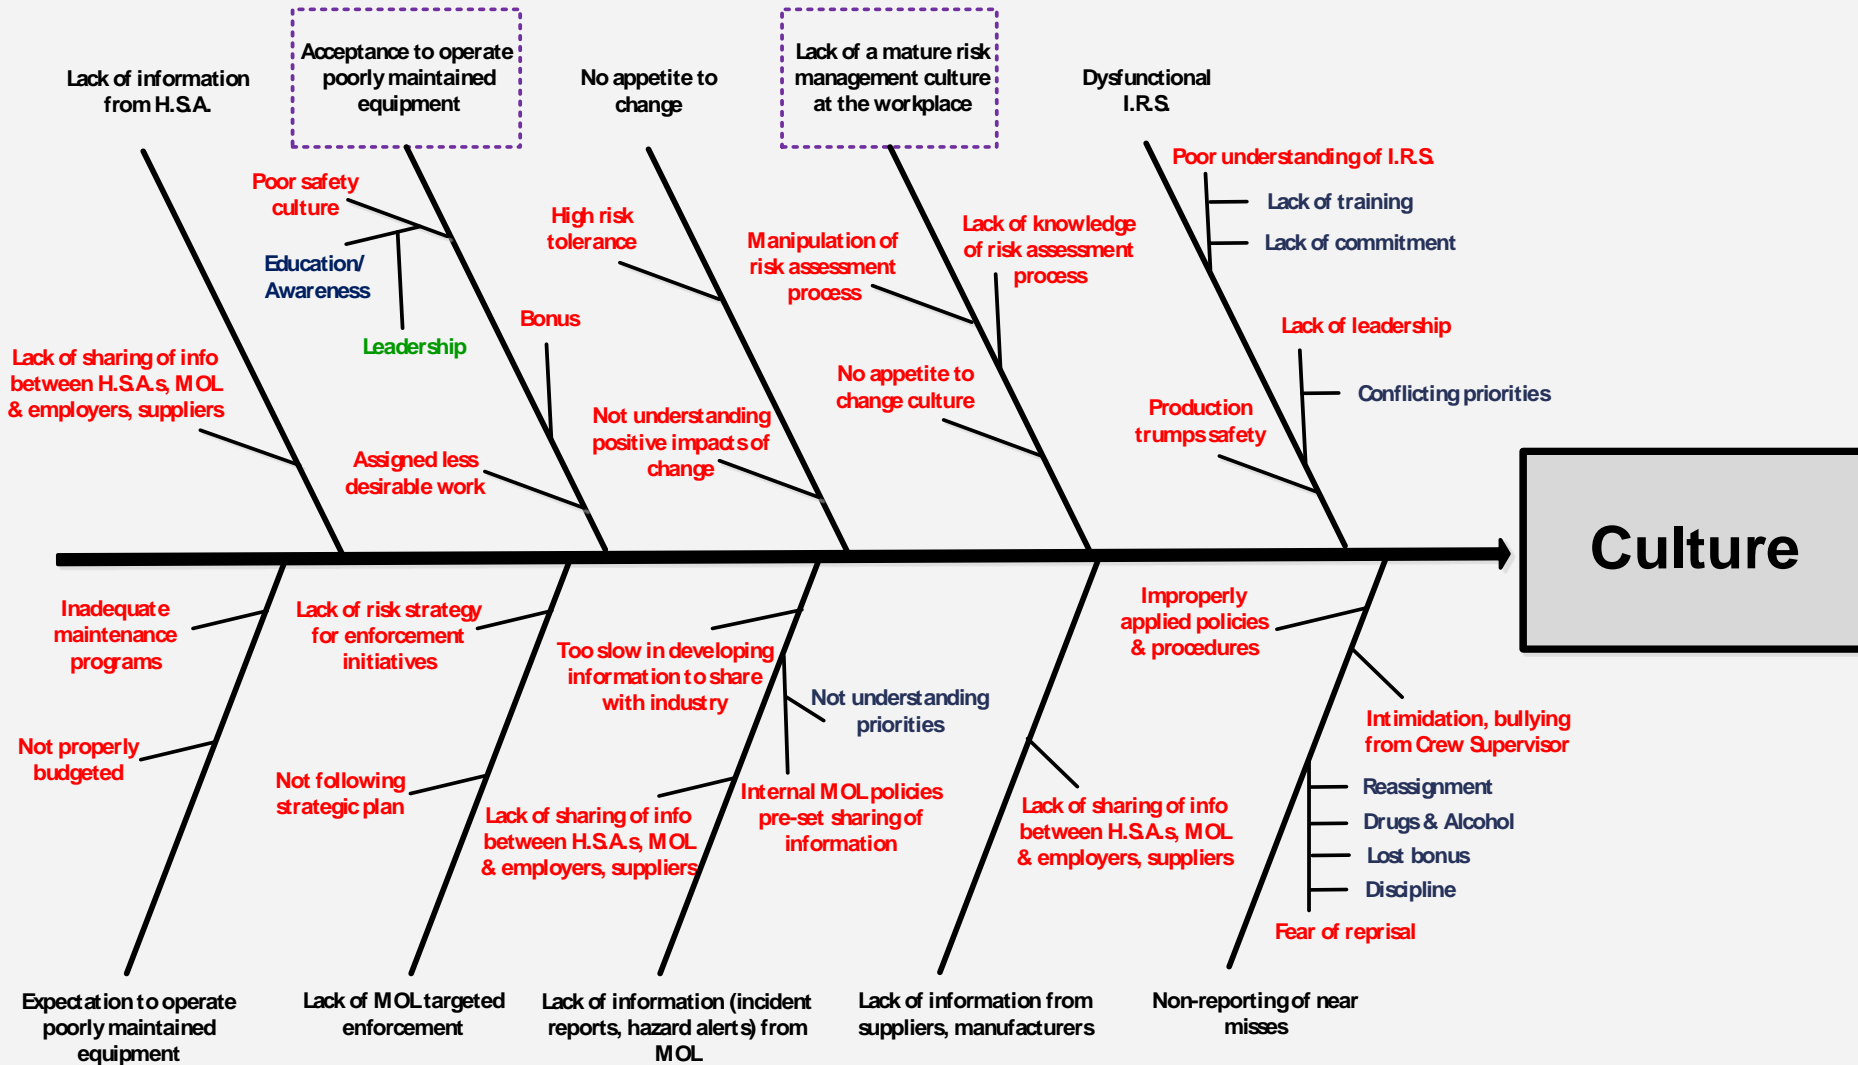 Lack of information
from H.S.A.
Acceptance to operate
poorly maintained
equipment
No appetite to
change
Lack of a mature risk
management culture
at the workplace
Dysfunctional
I.R.S.
Poor safety
culture
Education/
Awareness
Leadership
Bonus
Assigned less
desirable work
Lack of sharing of info
between H.S.A.s, MOL
& employers, suppliers
High risk
tolerance
Not understanding
positive impacts of
change
Manipulation of
risk assessment
process
Lack of knowledge
of risk assessment
process
No appetite to
change culture
Poor understanding of I.R.S.
Lack of training
Lack of commitment
Lack of leadership
Conflicting priorities
Production
trumps safety
Culture
Inadequate
maintenance
programs
Not properly
budgeted
Lack of risk strategy
for enforcement
initiatives
Not following
strategic plan
Too slow in developing
information to share
with industry
Not understanding
priorities
Lack of sharing of info
between H.S.A.s, MOL
& employers, suppliers
Internal MOL policies
pre-set sharing of
information
Lack of sharing of info
between H.S.A.s, MOL
& employers, suppliers
Improperly
applied policies
& procedures
Intimidation, bullying
from Crew Supervisor
Reassignment
Drugs & Alcohol
Lost bonus
Discipline
Fear of reprisal
Expectation to operate
poorly maintained
equipment
Lack of MOL targeted
enforcement
Lack of information (incident
reports, hazard alerts) from
MOL
Lack of information from
suppliers, manufacturers
Non-reporting of near
misses